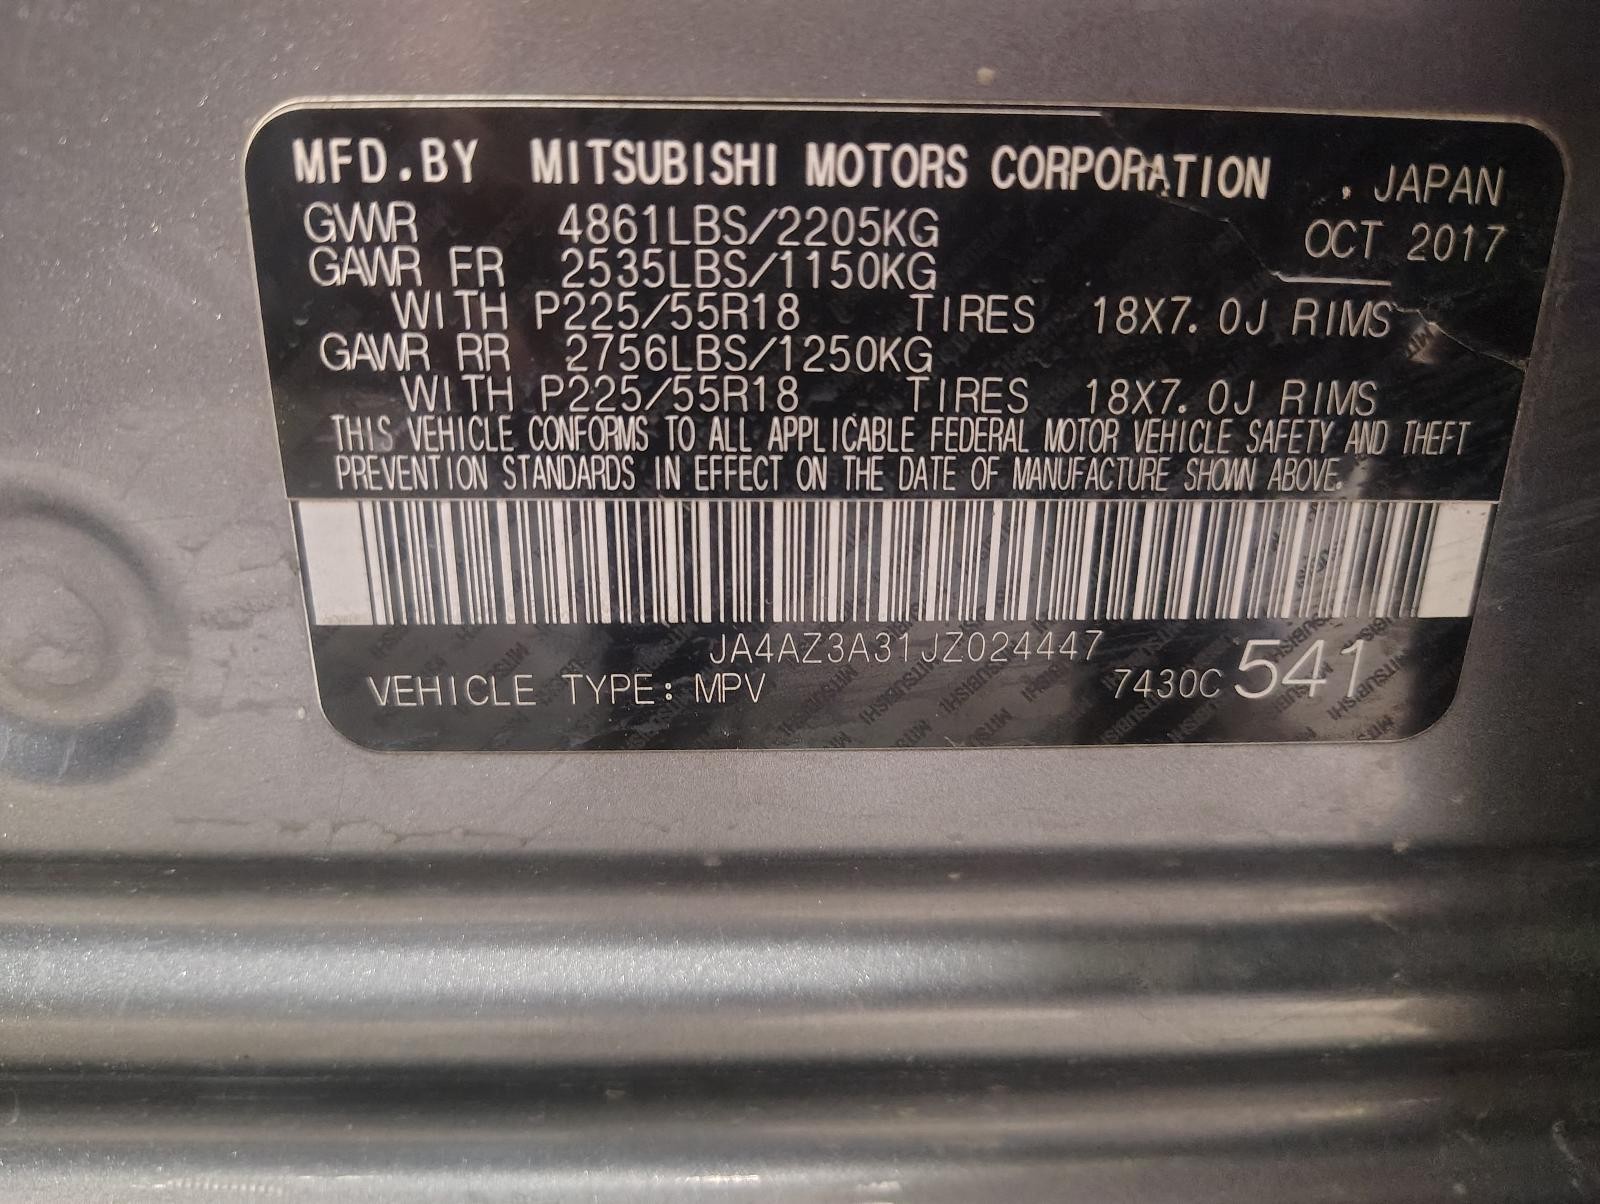 MFD.BY MITSUBISHI MOTORS CORPORATION , JAPAN
GVWR 4861LBS/2205KG OCT 2017
GAWR FR 2535LBS/1150KG
WITH P225/55R18 TIRES 18X7.0J RIMS
GAWR RR 2756LBS/1250KG
WITH P225/55R18 TIRES 18X7.0J RIMS
THIS VEHICLE CONFORMS TO ALL APPLICABLE FEDERAL MOTOR VEHICLE SAFETY AND THEFT
PREVENTION STANDARDS IN EFFECT ON THE DATE OF MANUFACTURE SHOWN ABOVE.
JA4AZ3A31JZ024447
VEHICLE TYPE: MPV 7430C 541